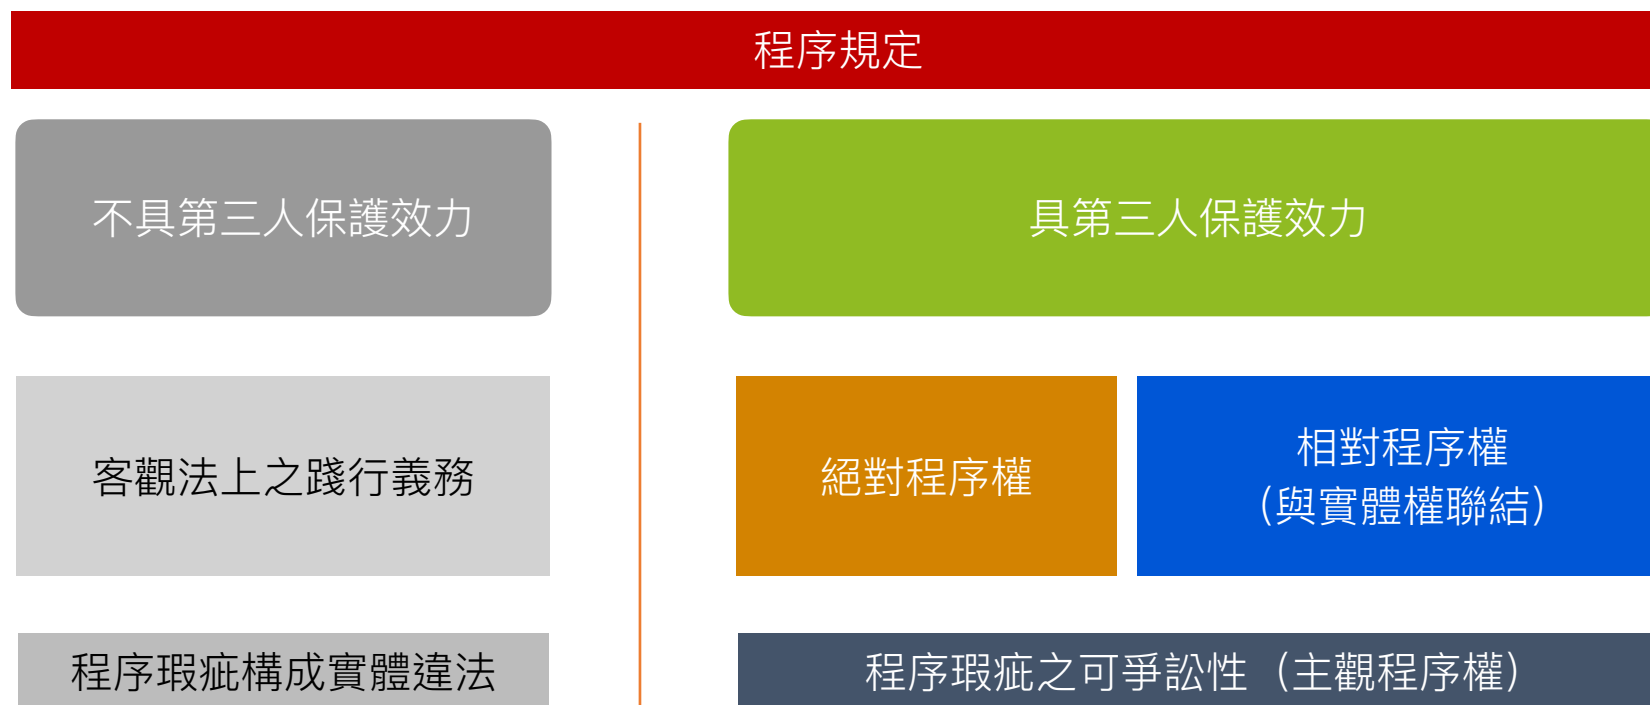 程序規定
不具第三人保護效力
具第三人保護效力
客觀法上之踐行義務
絕對程序權
相對程序權
（與實體權聯結）
程序瑕疵構成實體違法
程序瑕疵之可爭訟性（主觀程序權）